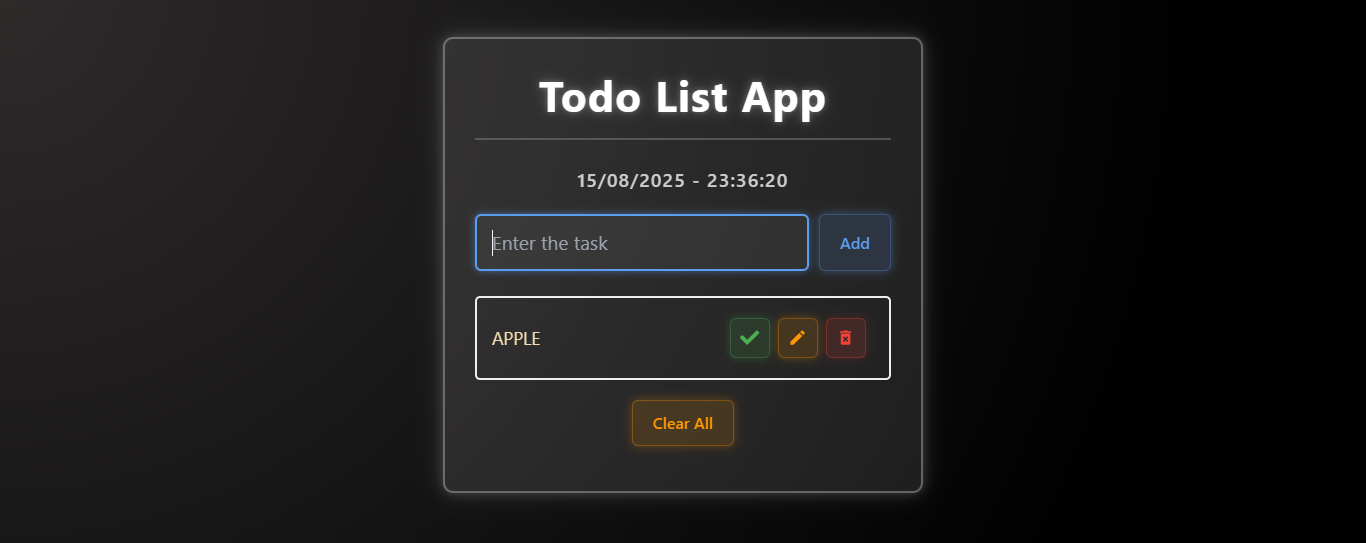 Todo List App
15/08/2025 - 23:36:20
Enter the task
Add
APPLE
Clear All